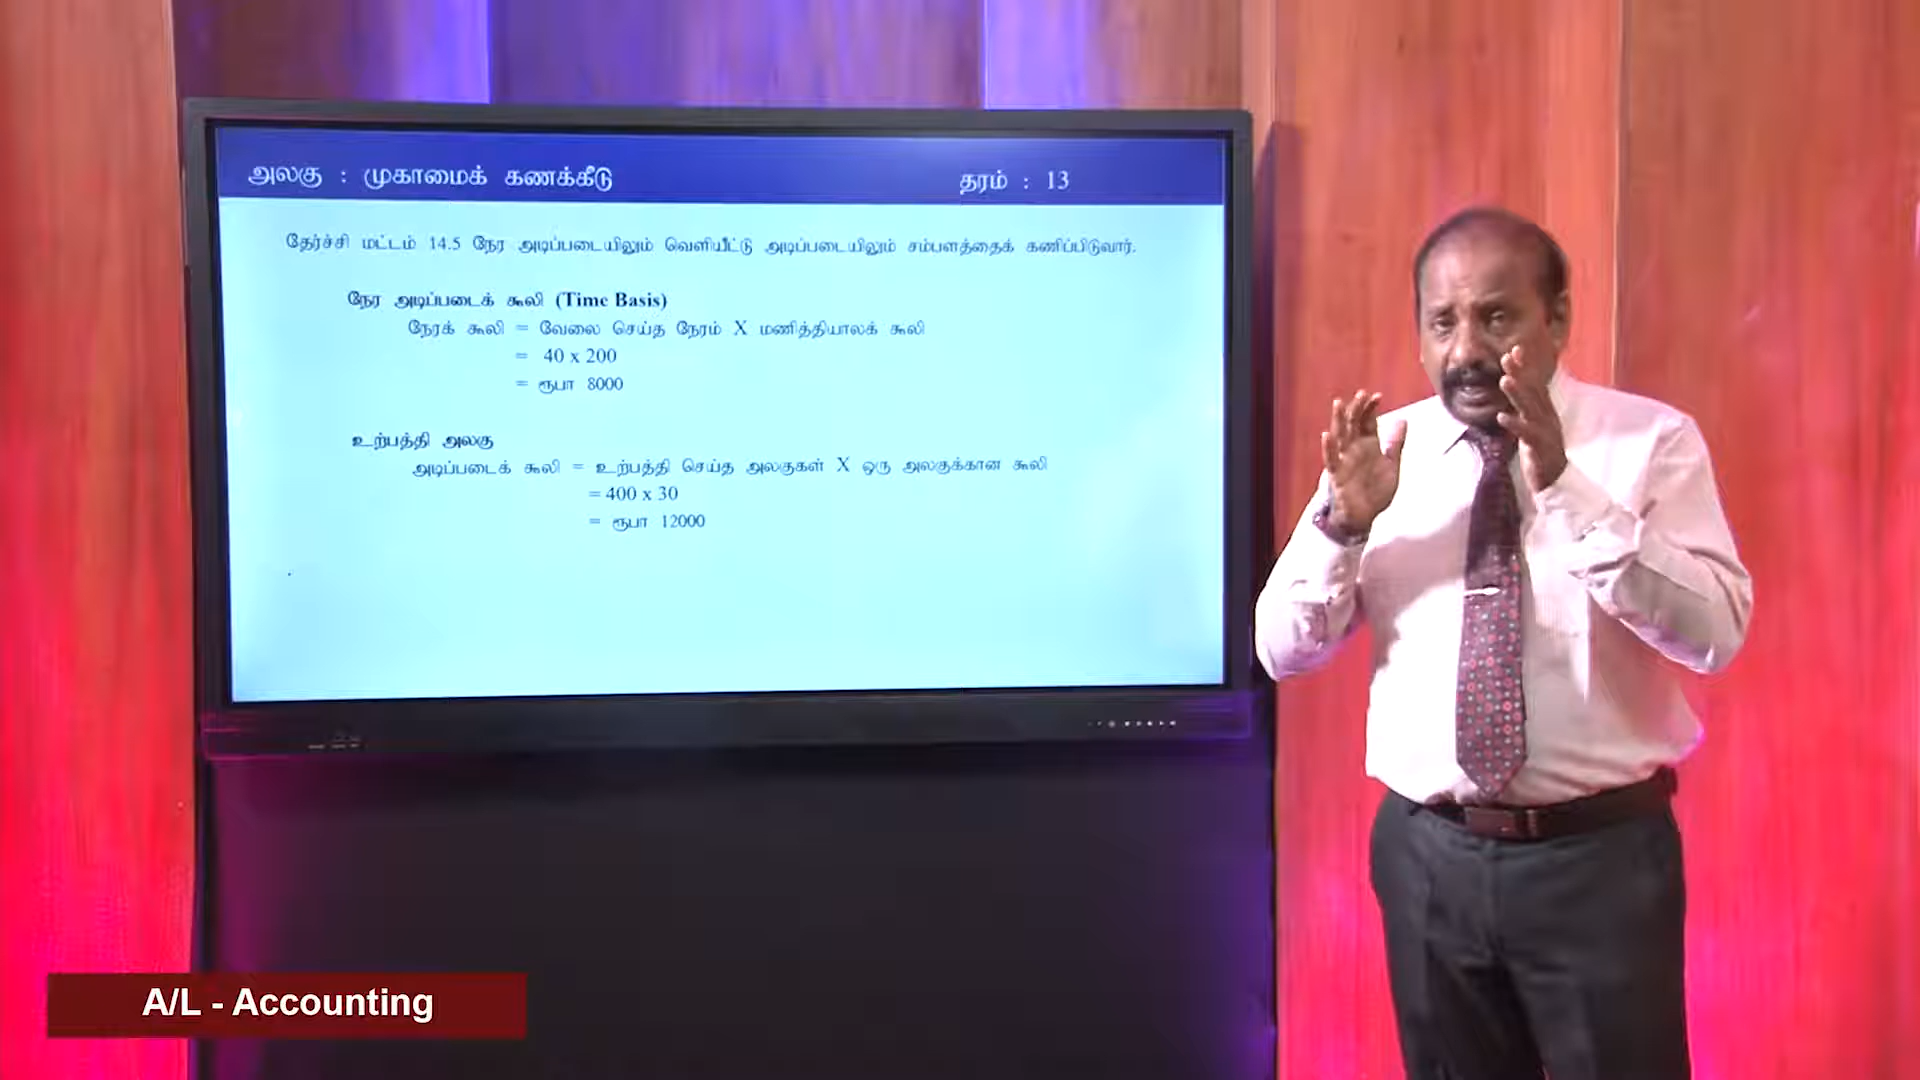 அலகு : முகாமைக் கணக்கீடு தரம் : 13
தேர்ச்சி மட்டம் 14.5 நேர அடிப்படையிலும் வெளியீட்டு அடிப்படையிலும் சம்பளத்தைக் கணிப்பிடுவார்.
நேர அடிப்படைக் கூலி (Time Basis)
நேரக் கூலி = வேலை செய்த நேரம் X மணித்தியாலக் கூலி
= 40 x 200
= ரூபா 8000
உற்பத்தி அலகு
அடிப்படைக் கூலி = உற்பத்தி செய்த அலகுகள் X ஒரு அலகுக்கான கூலி
= 400 x 30
= ரூபா 12000
A/L - Accounting